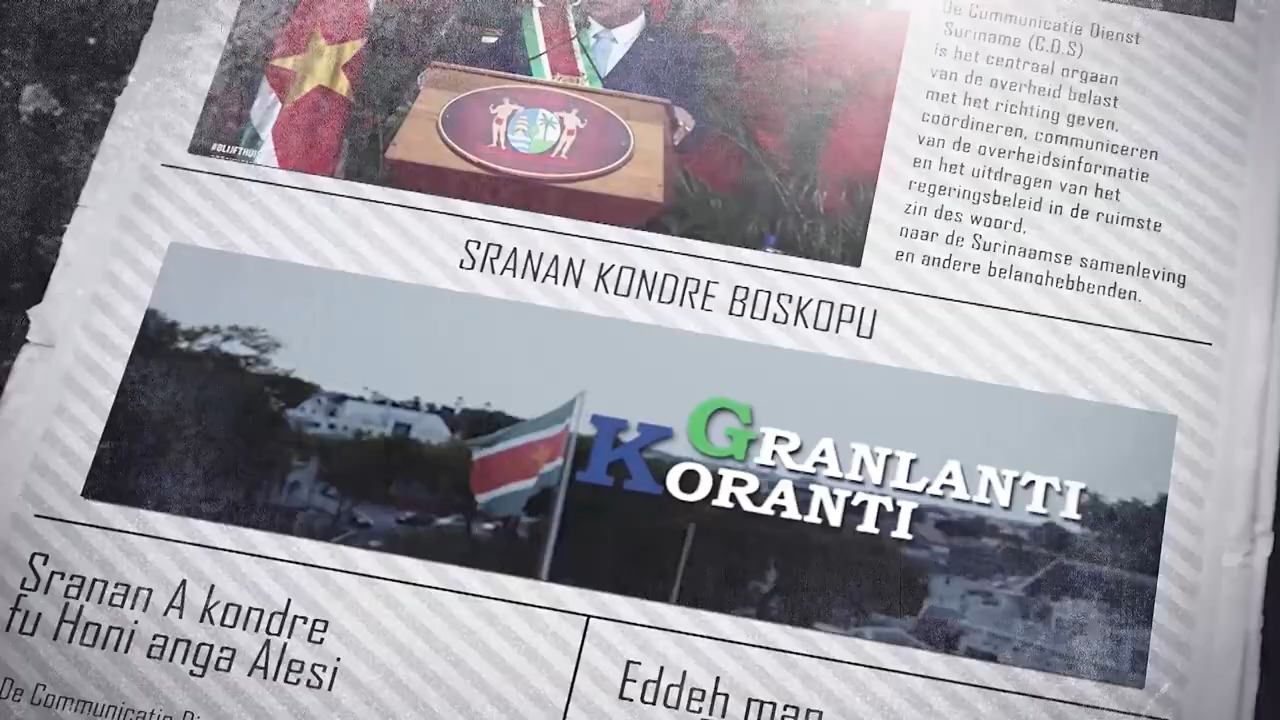 De Communicatie Dienst
Suriname (C.D.S)
is het centraal orgaan
van de overheid belast
met het richting geven,
coördineren, communiceren
van de overheidsinformatie
en het uitdragen van het
regeringsbeleid in de ruimste
zin des woord,
naar de Surinaamse samenleving
en andere belanghebbenden.
SRANAN KONDRE BOSKOPU
GRANLANTI
KORANTI
Sranan A kondre
fu Honi anga Alesi
De Communicatie
Eddeh man